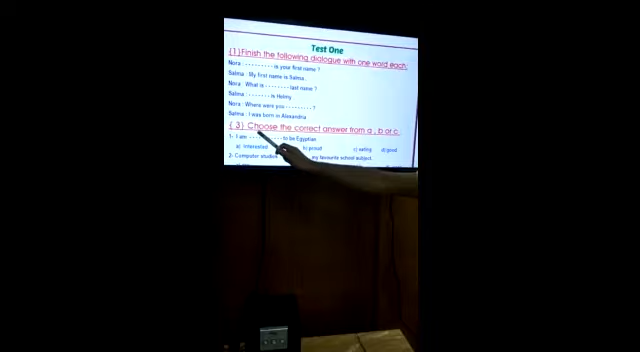 Test One
{1}Finish the following dialogue with one word each:
Nora : - - - - - - - - - is your first name ?
Salma : My first name is Salma .
Nora : What is - - - - - - - - last name ?
Salma : - - - - - - - is Helmy
Nora : Where were you - - - - - - - - - ?
Salma : I was born in Alexandria
{ 3} Choose the correct answer from a , b or c :
1- I am - - - - - - - - - - to be Egyptian
a) Interested b) proud c) eating d) good
2- Computer studies my favourite school subject.